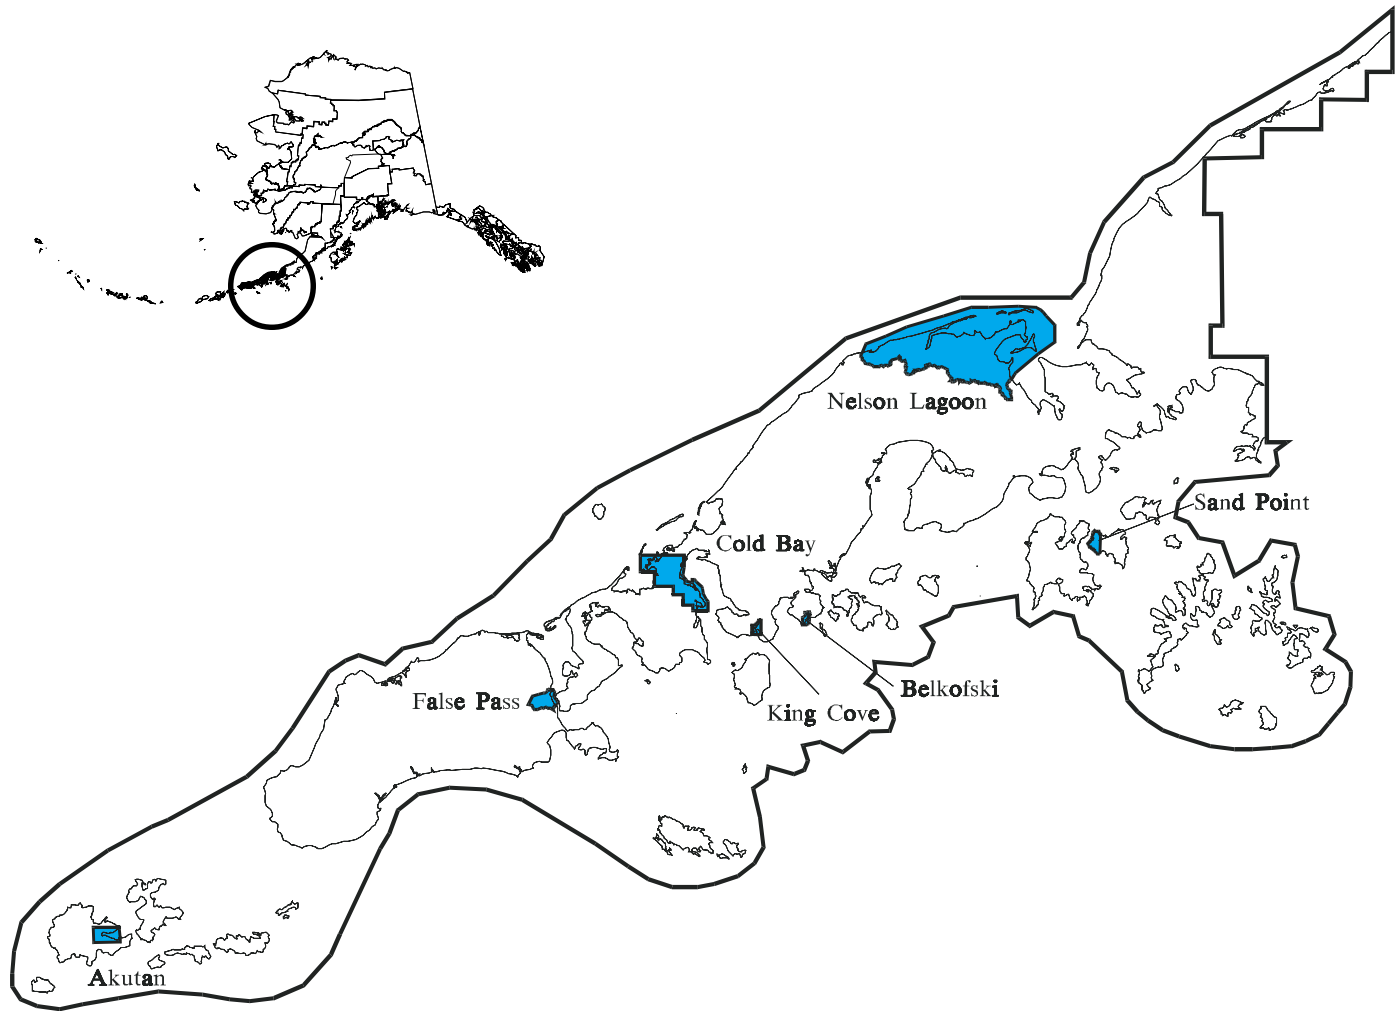 Nelson Lagoon
Sand Point
Cold Bay
False Pass
Belkofski
King Cove
Akutan